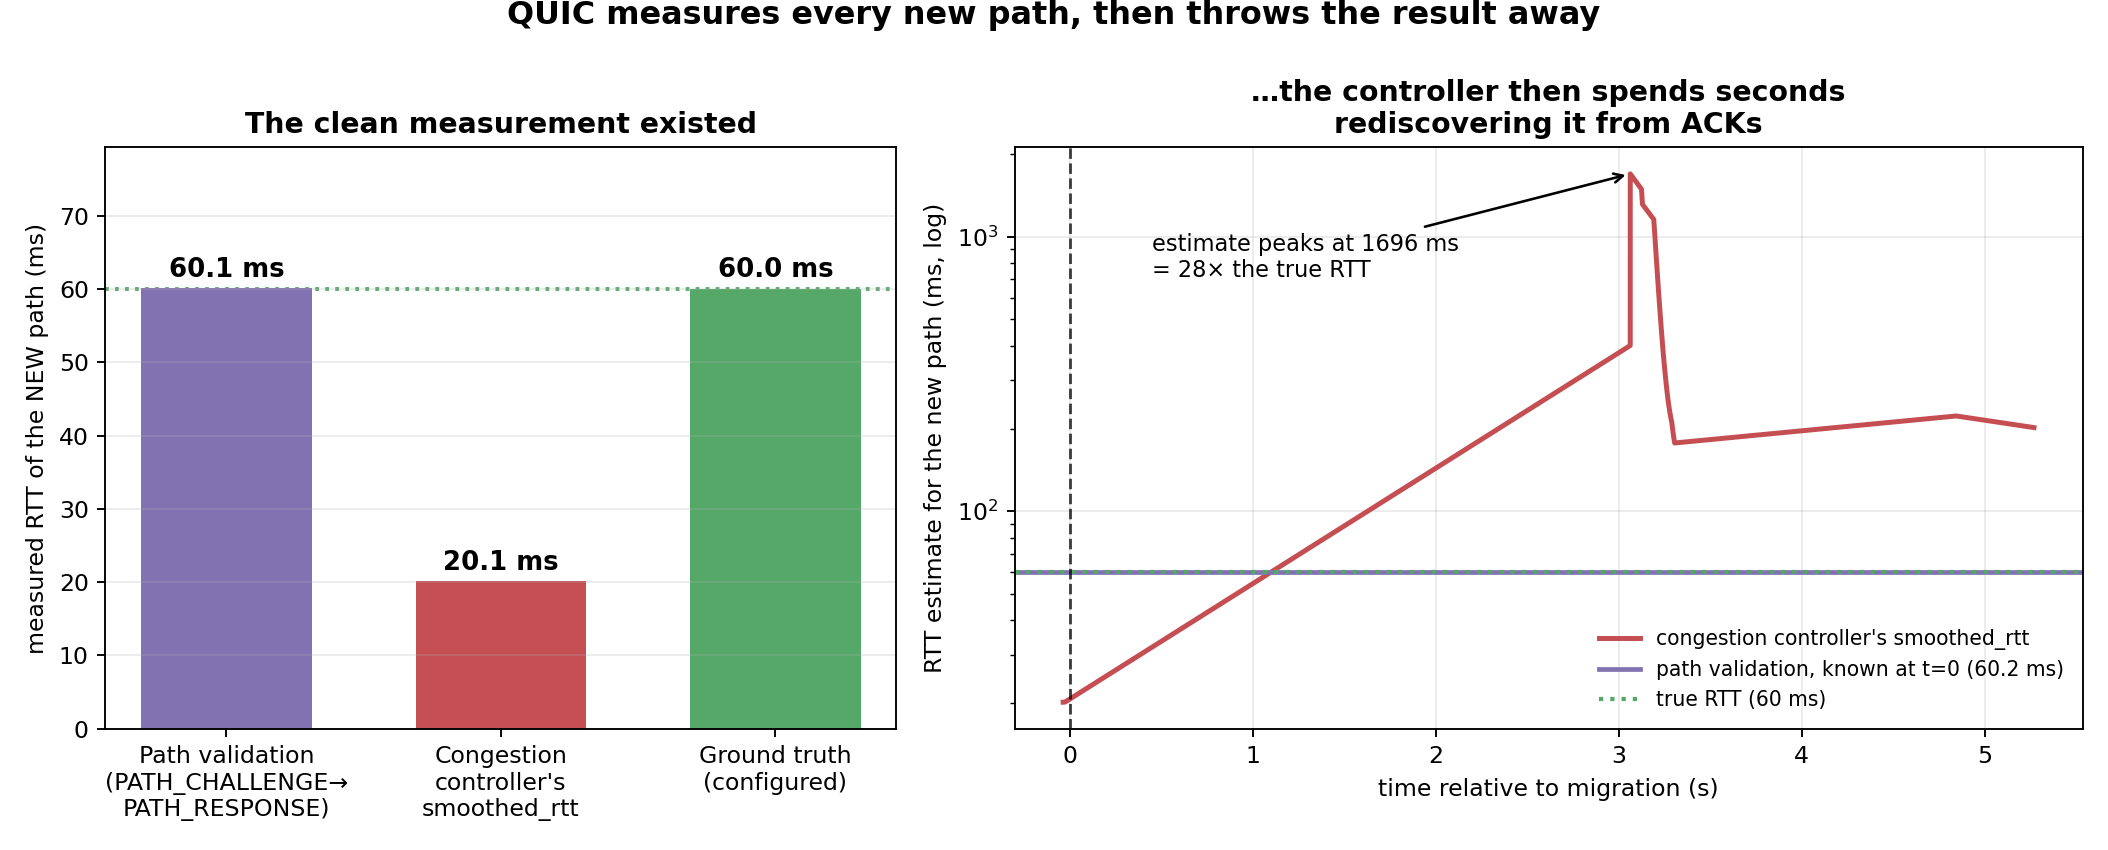 QUIC measures every new path, then throws the result away
The clean measurement existed
measured RTT of the NEW path (ms)
70
60
50
40
30
20
10
0
60.1 ms
20.1 ms
60.0 ms
Path validation
(PATH_CHALLENGE→
PATH_RESPONSE)
Congestion
controller's
smoothed_rtt
Ground truth
(configured)
…the controller then spends seconds
rediscovering it from ACKs
RTT estimate for the new path (ms, log)
10³
10²
estimate peaks at 1696 ms
= 28× the true RTT
congestion controller's smoothed_rtt
path validation, known at t=0 (60.2 ms)
true RTT (60 ms)
0
1
2
3
4
5
time relative to migration (s)